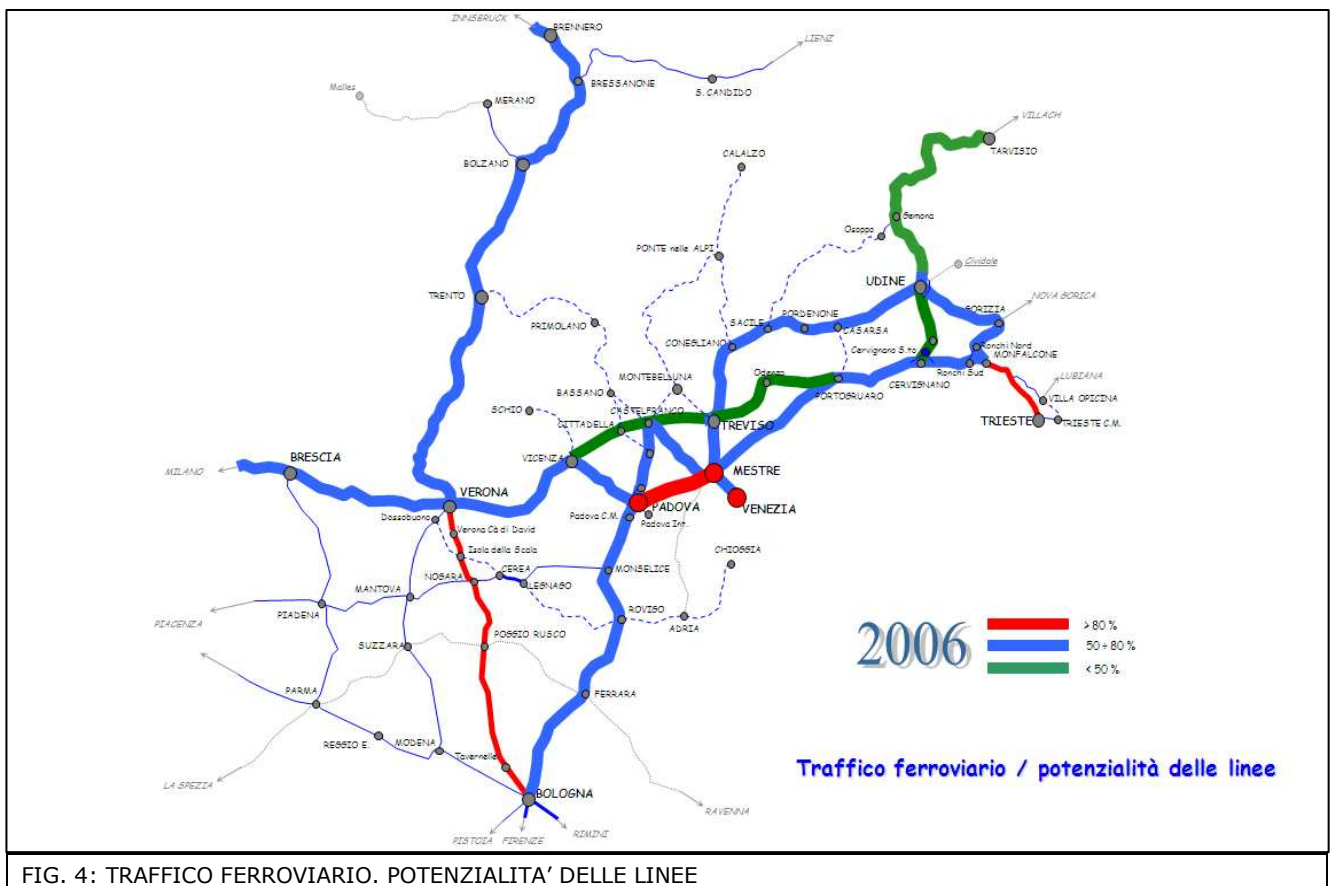 INNSBRUCK
BRENNERO
LIENZ
BRESSANONE
S. CANDIDO
Malles
MERANO
VILLACH
TARVISIO
BOLZANO
CALALZO
Gemona
Osoppo
PONTE nelle ALPI
Cividale
UDINE
TRENTO
NOVA GORICA
GORIZIA
PRIMOLANO
SACILE
PORDENONE
CASARSA
CONEGLIANO
Cervignano S.to
Ronchi Nord
MONFALCONE
Ronchi Sud
CERVIGNANO
LUBIANA
MONTEBELLUNA
Oderzo
BASSANO
PORTOGRUARO
VILLA OPICINA
SCHIO
CASTELFRANCO
CITTADELLA
TREVISO
TRIESTE
TRIESTE C.M.
VICENZA
BRESCIA
MILANO
MESTRE
VERONA
PADOVA
VENEZIA
Dossobuono
Padova C.M.
Padova Int.
Verona Cà di David
Isola della Scala
CHIOGGIA
CEREA
NOGARA
LEGNAGO
MONSELICE
MANTOVA
PIADENA
ROVIGO
ADRIA
PIACENZA
SUZZARA
POGGIO RUSCO
2006
> 80 %
50 ÷ 80 %
< 50 %
PARMA
FERRARA
REGGIO E.
MODENA
Tavernelle
Traffico ferroviario / potenzialità delle linee
LA SPEZIA
BOLOGNA
RAVENNA
PISTOIA
FIRENZE
RIMINI
FIG. 4: TRAFFICO FERROVIARIO. POTENZIALITA’ DELLE LINEE